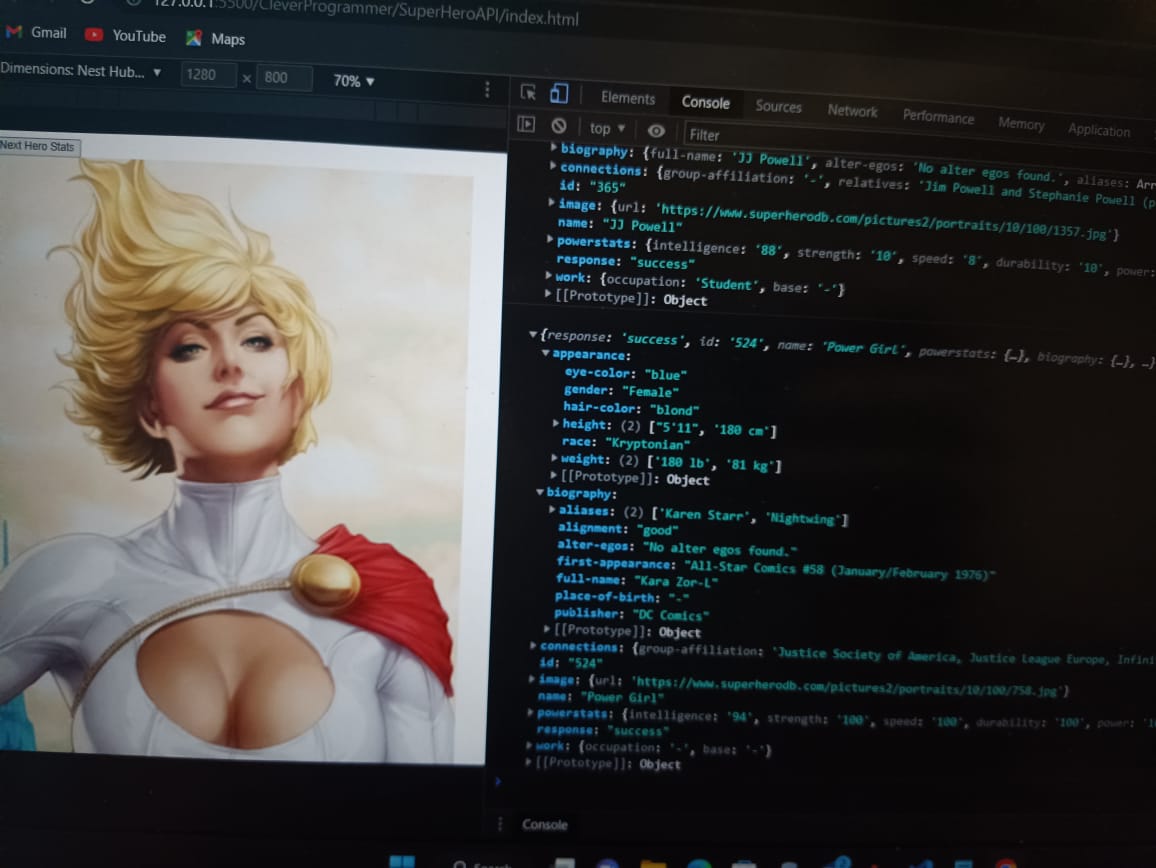 127.0.0.1:5500/CleverProgrammer/SuperHeroAPI/index.html
Gmail YouTube Maps
Dimensions: Nest Hub... ▼ 1280 × 800 70% ▼
Elements Console Sources Network Performance Memory Application
top ▼ Filter
Next Hero Stats
▶ biography: {full-name: 'JJ Powell', alter-egos: 'No alter egos found.', aliases: Arr
▶ connections: {group-affiliation: '-', relatives: 'Jim Powell and Stephanie Powell (p
id: "365"
▶ image: {url: 'https://www.superherodb.com/pictures2/portraits/10/100/1357.jpg'}
name: "JJ Powell"
▶ powerstats: {intelligence: '88', strength: '10', speed: '8', durability: '10', power:
response: "success"
▶ work: {occupation: 'Student', base: '-'}
▶ [[Prototype]]: Object
▼ {response: 'success', id: '524', name: 'Power Girl', powerstats: {…}, biography: {…}, …}
▼ appearance:
eye-color: "blue"
gender: "Female"
hair-color: "blond"
▶ height: (2) ["5'11", '180 cm']
race: "Kryptonian"
▶ weight: (2) ['180 lb', '81 kg']
▶ [[Prototype]]: Object
▼ biography:
▶ aliases: (2) ['Karen Starr', 'Nightwing']
alignment: "good"
alter-egos: "No alter egos found."
first-appearance: "All-Star Comics #58 (January/February 1976)"
full-name: "Kara Zor-L"
place-of-birth: "-"
publisher: "DC Comics"
▶ [[Prototype]]: Object
▶ connections: {group-affiliation: 'Justice Society of America, Justice League Europe, Infini
id: "524"
▶ image: {url: 'https://www.superherodb.com/pictures2/portraits/10/100/758.jpg'}
name: "Power Girl"
▶ powerstats: {intelligence: '94', strength: '100', speed: '100', durability: '100', power: '10
response: "success"
▶ work: {occupation: '-', base: '-'}
▶ [[Prototype]]: Object
Console
Search